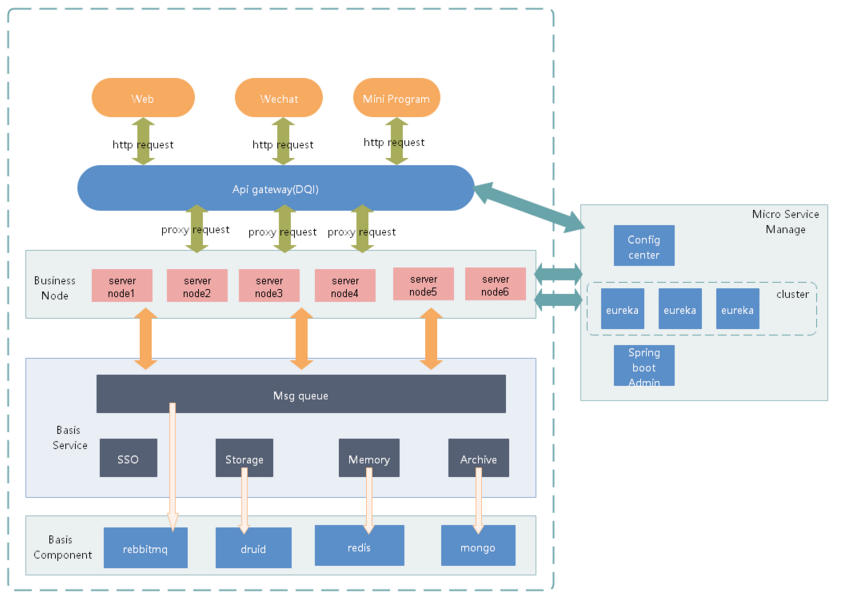 Web
Wechat
Mini Program
http request
http request
http request
Api gateway(DQI)
proxy request
proxy request
proxy request
Micro Service
Manage
Config
center
Business
Node
server
node1
server
node2
server
node3
server
node4
server
node5
server
node6
cluster
eureka
eureka
eureka
Spring
boot
Admin
Msg queue
Basis
Service
SSO
Storage
Memory
Archive
Basis
Component
rebbitmq
druid
redis
mongo